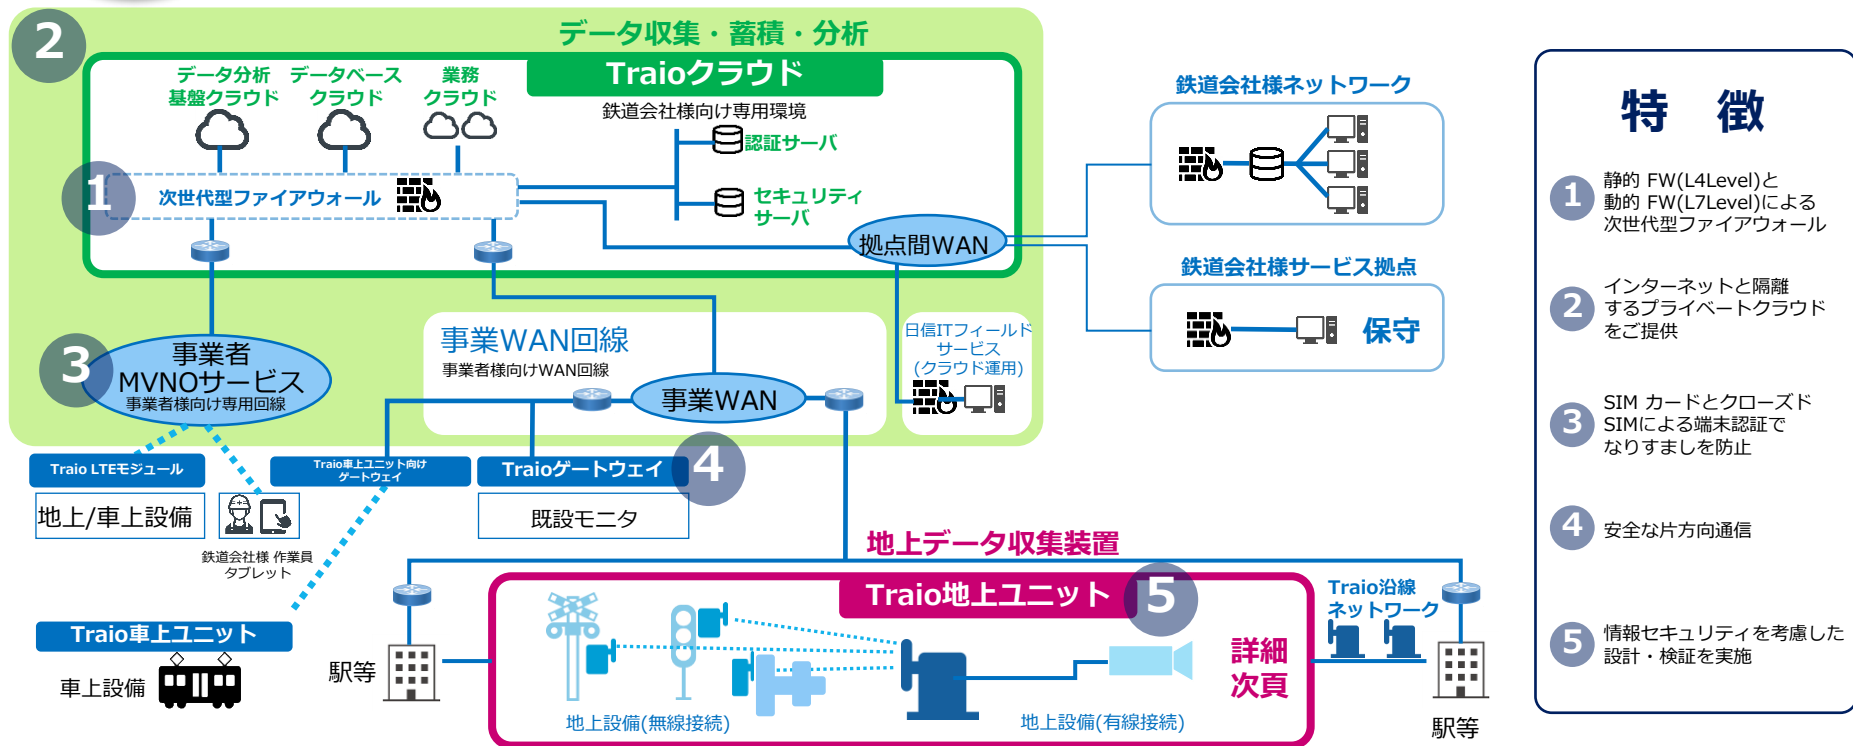 2
データ収集・蓄積・分析
Traioクラウド
鉄道会社様向け専用環境
データ分析
基盤クラウド
データベース
クラウド
業務
クラウド
認証サーバ
セキュリティ
サーバ
1
次世代型ファイアウォール
拠点間WAN
鉄道会社様ネットワーク
鉄道会社様サービス拠点
保守
3
事業者
MVNOサービス
事業者様向け専用回線
事業WAN回線
事業者様向けWAN回線
事業WAN
日信ITフィールド
サービス
(クラウド運用)
Traio LTEモジュール
地上/車上設備
鉄道会社様 作業員
タブレット
Traio車上ユニット向け
ゲートウェイ
Traioゲートウェイ
4
既設モニタ
Traio車上ユニット
車上設備
地上データ収集装置
Traio地上ユニット
5
駅等
地上設備(無線接続)
地上設備(有線接続)
詳細
次頁
Traio沿線
ネットワーク
駅等
特 徴
1
静的 FW(L4Level)と
動的 FW(L7Level)による
次世代型ファイアウォール
2
インターネットと隔離
するプライベートクラウド
をご提供
3
SIM カードとクローズド
SIMによる端末認証で
なりすましを防止
4
安全な片方向通信
5
情報セキュリティを考慮した
設計・検証を実施